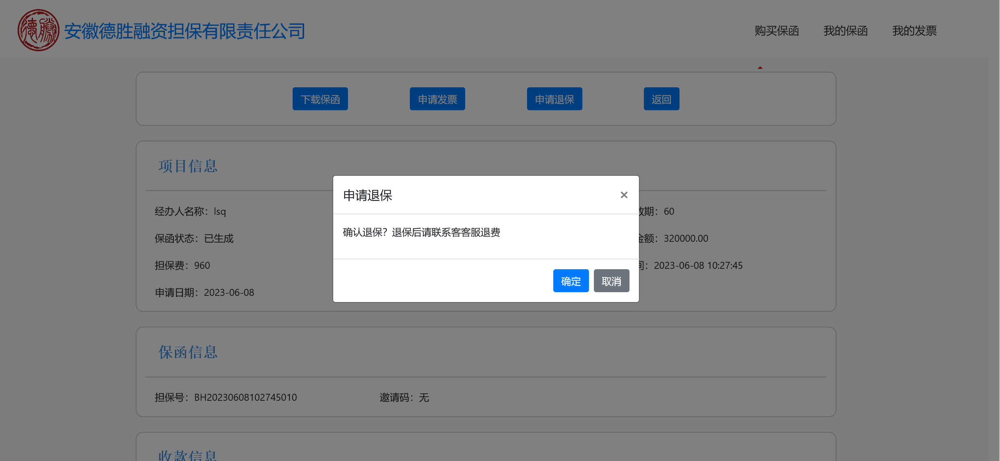 德勝
安徽德胜融资担保有限责任公司
购买保函 我的保函 我的发票
下载保函 申请发票 申请退保 返回
项目信息
申请退保 ×
经办人名称：lsq
期：60
确认退保？退保后请联系客客服退费
保函状态：已生成
金额：320000.00
担保费：960
间：2023-06-08 10:27:45
确定 取消
申请日期：2023-06-08
保函信息
担保号：BH20230608102745010 邀请码：无
收款信息